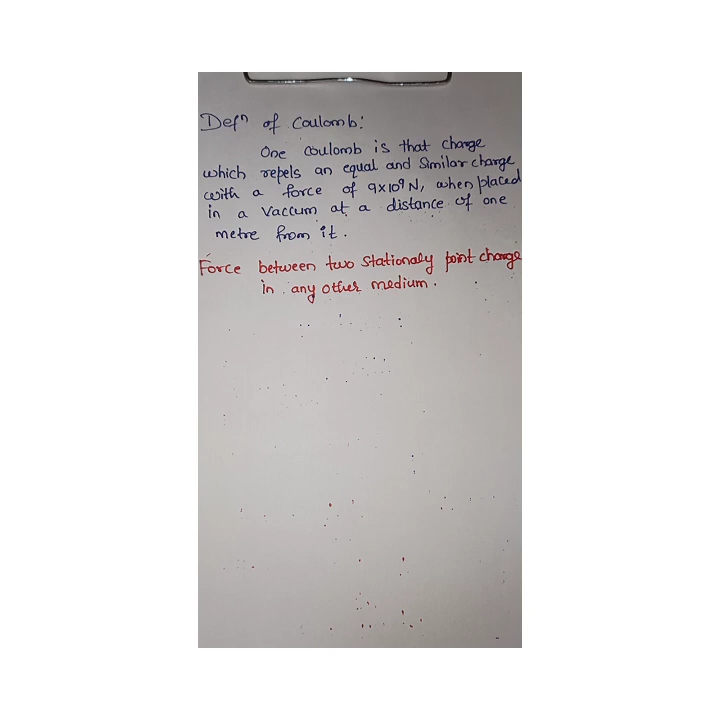 Defⁿ of Coulomb:
One coulomb is that charge
which repels an equal and Similar charge
with a force of 9x10⁹ N, when placed
in a Vaccum at a distance of one
metre from it.
Force between two Stationaly point charge
in any other medium.